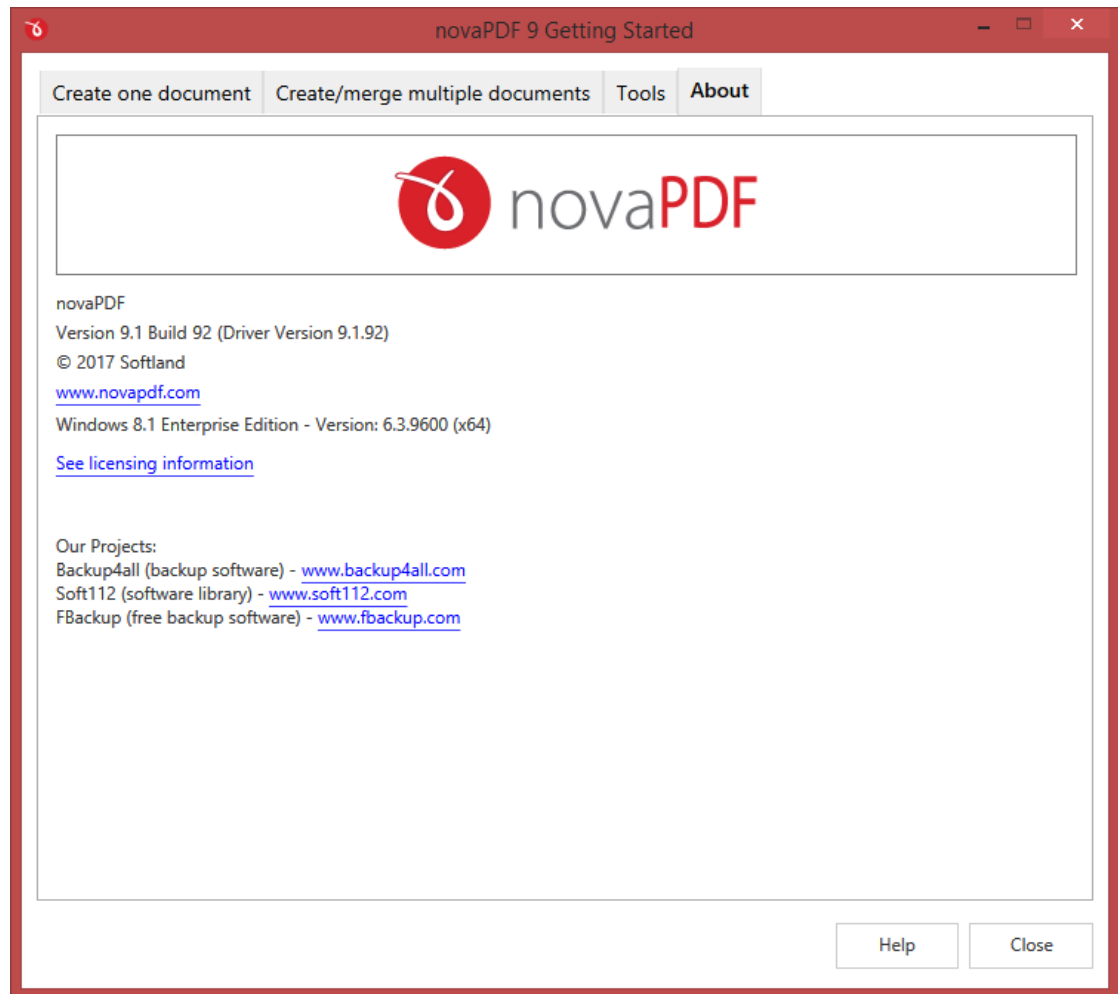 novaPDF 9 Getting Started
Create one document Create/merge multiple documents Tools About
novaPDF
novaPDF
Version 9.1 Build 92 (Driver Version 9.1.92)
© 2017 Softland
www.novapdf.com
Windows 8.1 Enterprise Edition - Version: 6.3.9600 (x64)
See licensing information
Our Projects:
Backup4all (backup software) - www.backup4all.com
Soft112 (software library) - www.soft112.com
FBackup (free backup software) - www.fbackup.com
Help Close